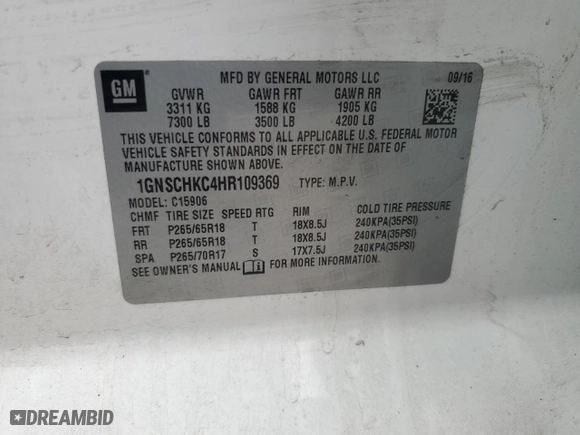 GM
MFD BY GENERAL MOTORS LLC 09/16
GVWR GAWR FRT GAWR RR
3311 KG 1588 KG 1905 KG
7300 LB 3500 LB 4200 LB
THIS VEHICLE CONFORMS TO ALL APPLICABLE U.S. FEDERAL MOTOR
VEHICLE SAFETY STANDARDS IN EFFECT ON THE DATE OF
MANUFACTURE SHOWN ABOVE.
1GNSCHKC4HR109369 TYPE: M.P.V.
MODEL: C15906
CHMF TIRE SIZE SPEED RTG RIM COLD TIRE PRESSURE
FRT P265/65R18 T 18X8.5J 240KPA(35PSI)
RR P265/65R18 T 18X8.5J 240KPA(35PSI)
SPA P265/70R17 S 17X7.5J 240KPA(35PSI)
SEE OWNER'S MANUAL FOR MORE INFORMATION.
DREAMBID